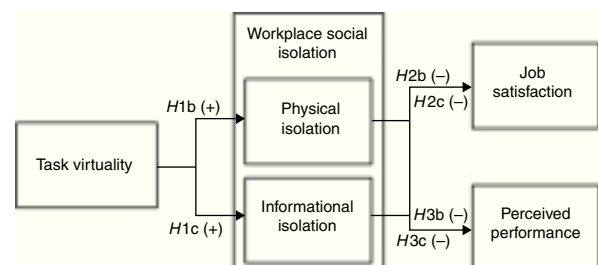 Workplace social
isolation
H1b (+)
Physical
isolation
H2b (–)
H2c (–)
Job
satisfaction
Task virtuality
H1c (+)
Informational
isolation
H3b (–)
H3c (–)
Perceived
performance